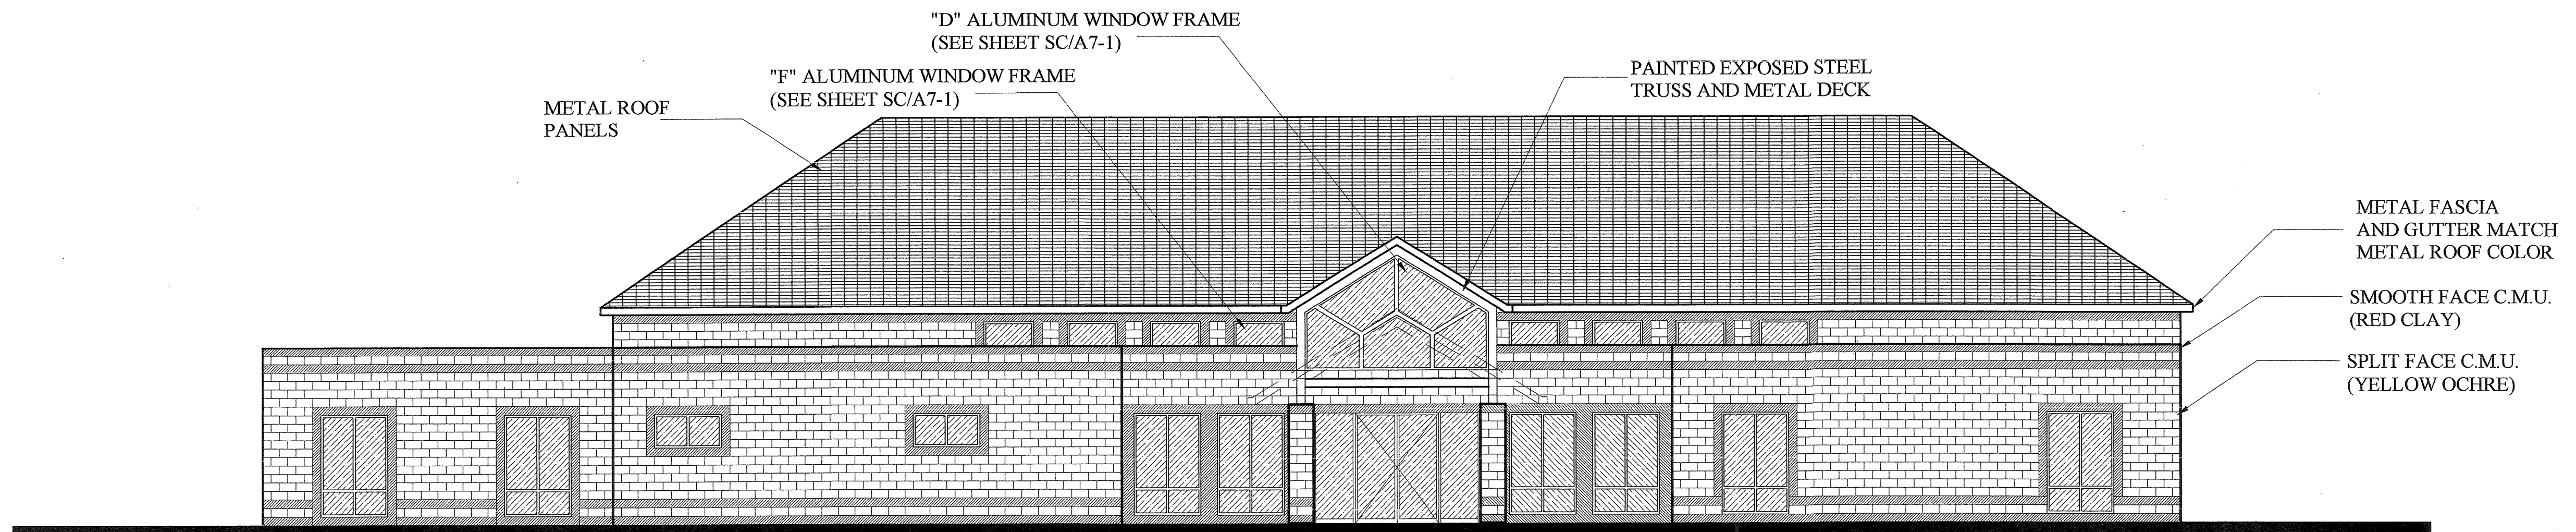 "D" ALUMINUM WINDOW FRAME
(SEE SHEET SC/A7-1)
"F" ALUMINUM WINDOW FRAME
(SEE SHEET SC/A7-1)
METAL ROOF
PANELS
PAINTED EXPOSED STEEL
TRUSS AND METAL DECK
METAL FASCIA
AND GUTTER MATCH
METAL ROOF COLOR
SMOOTH FACE C.M.U.
(RED CLAY)
SPLIT FACE C.M.U.
(YELLOW OCHRE)